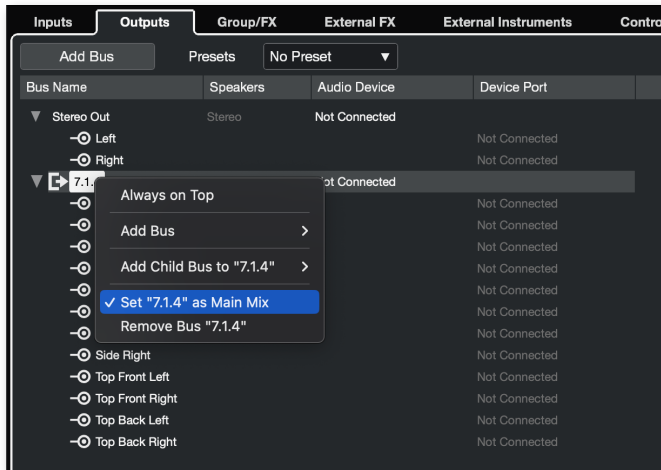 Inputs Outputs Group/FX External FX External Instruments
Add Bus Presets No Preset
Bus Name Speakers Audio Device Device Port
Stereo Out Stereo Not Connected
Left Not Connected
Right Not Connected
7.1. Connected
Always on Top
Not Connected
Not Connected
Add Bus
Not Connected
Add Child Bus to "7.1.4"
Not Connected
Not Connected
Set "7.1.4" as Main Mix
Not Connected
Remove Bus "7.1.4"
Not Connected
Side Right Not Connected
Top Front Left Not Connected
Top Front Right Not Connected
Top Back Left Not Connected
Top Back Right Not Connected